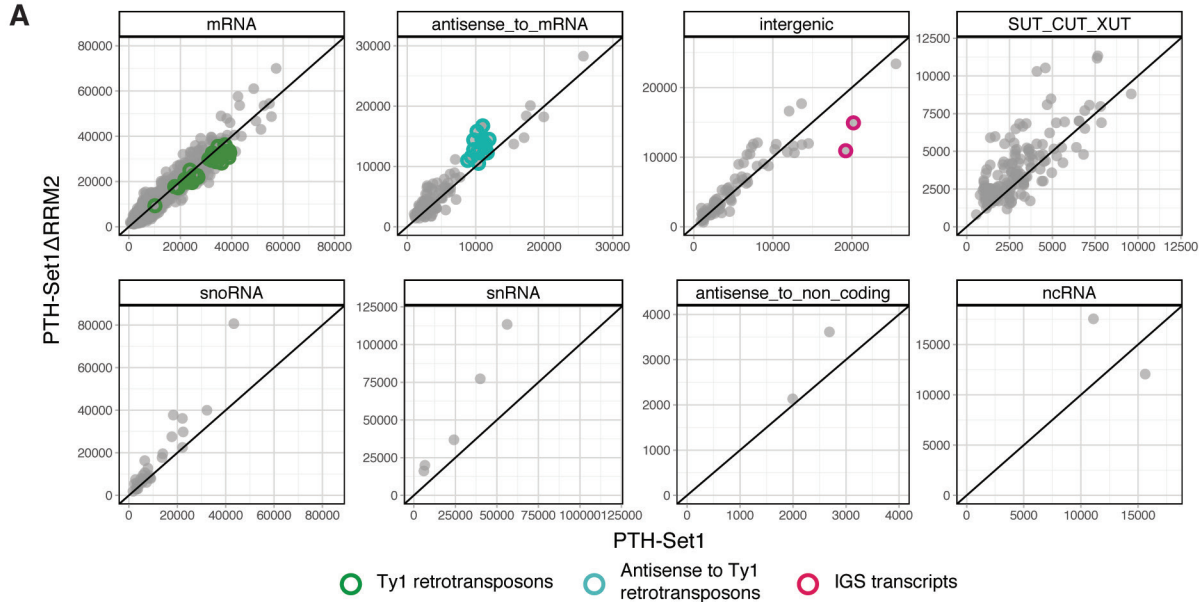 A
mRNA
antisense_to_mRNA
intergenic
SUT_CUT_XUT
80000
60000
40000
20000
0
0 20000 40000 60000 80000
30000
20000
10000
0
0 10000 20000 30000
20000
10000
0
0 10000 20000
12500
10000
7500
5000
2500
0
0 2500 5000 7500 10000 12500
PTH-Set1ΔRRM2
snoRNA
snRNA
antisense_to_non_coding
ncRNA
80000
60000
40000
20000
0
0 20000 40000 60000 80000
125000
100000
75000
50000
25000
0
0 25000 50000 75000 100000125000
4000
3000
2000
1000
0
0 1000 2000 3000 4000
15000
10000
5000
0
0 5000 10000 15000
PTH-Set1
Ty1 retrotransposons
Antisense to Ty1
retrotransposons
IGS transcripts